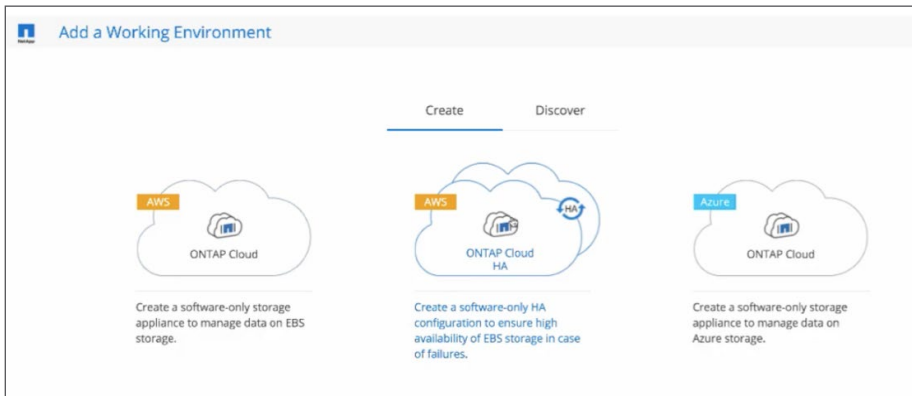 NetApp
Add a Working Environment
Create
Discover
AWS
ONTAP Cloud
Create a software-only storage
appliance to manage data on EBS
storage.
AWS
HA
ONTAP Cloud
HA
Create a software-only HA
configuration to ensure high
availability of EBS storage in case
of failures.
Azure
ONTAP Cloud
Create a software-only storage
appliance to manage data on
Azure storage.